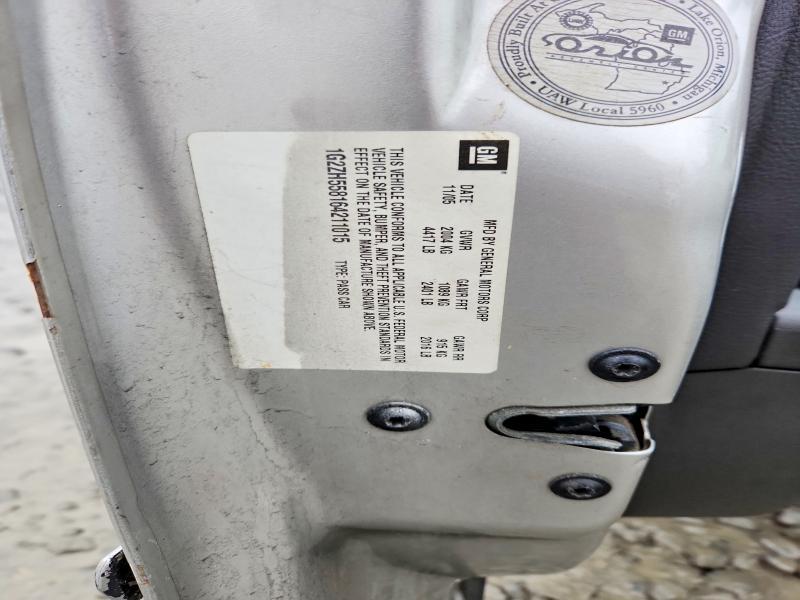 Proudly Built At • Lake Orion, Michigan
GM
Orion
UAW Local 5960
GM
MFD BY GENERAL MOTORS CORP
DATE GVWR GAWR FRT GAWR RR
11/05 2004 KG 1089 KG 915 KG
4417 LB 2401 LB 2016 LB
THIS VEHICLE CONFORMS TO ALL APPLICABLE U.S. FEDERAL MOTOR
VEHICLE SAFETY, BUMPER, AND THEFT PREVENTION STANDARDS IN
EFFECT ON THE DATE OF MANUFACTURE SHOWN ABOVE.
1G2ZH558164211015 TYPE: PASS CAR